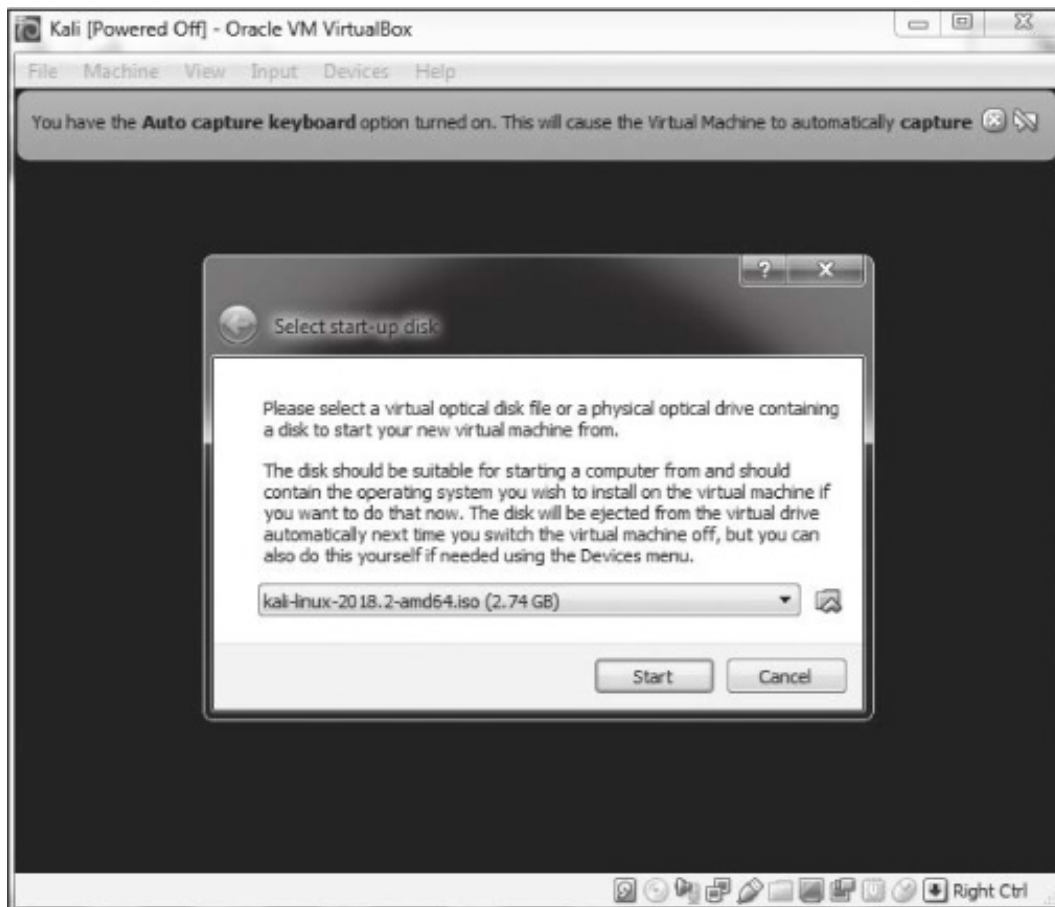 Kali [Powered Off] - Oracle VM VirtualBox
File Machine View Input Devices Help
You have the Auto capture keyboard option turned on. This will cause the Virtual Machine to automatically capture
?
Select start-up disk
Please select a virtual optical disk file or a physical optical drive containing
a disk to start your new virtual machine from.
The disk should be suitable for starting a computer from and should
contain the operating system you wish to install on the virtual machine if
you want to do that now. The disk will be ejected from the virtual drive
automatically next time you switch the virtual machine off, but you can
also do this yourself if needed using the Devices menu.
kali-linux-2018.2-amd64.iso (2.74 GB)
Start Cancel
Right Ctrl